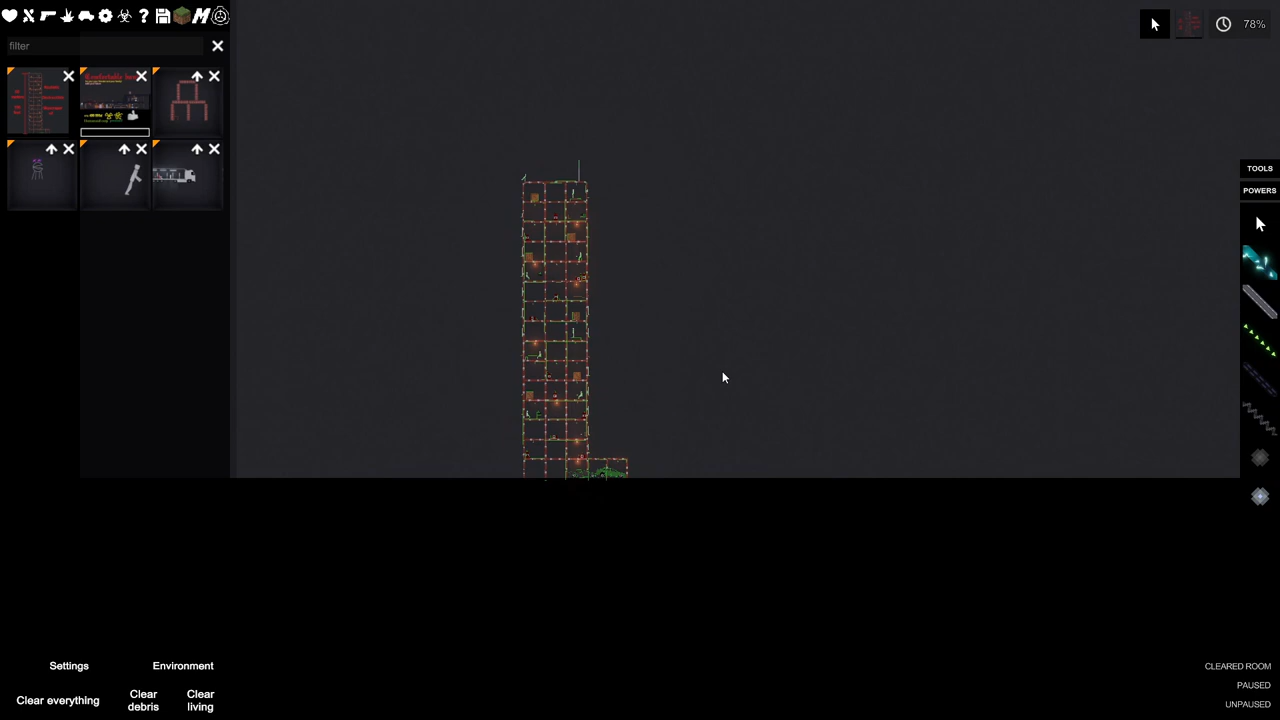 78%
filter
TOOLS
POWERS
Settings
Environment
Clear everything
Clear debris
Clear living
CLEARED ROOM
PAUSED
UNPAUSED